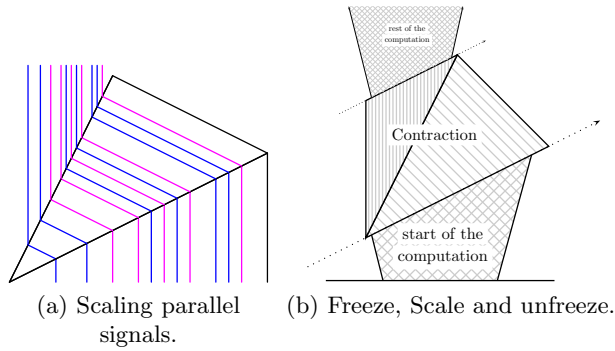 rest of the
computation
Contraction
start of the
computation
(a) Scaling parallel
signals.
(b) Freeze, Scale and unfreeze.